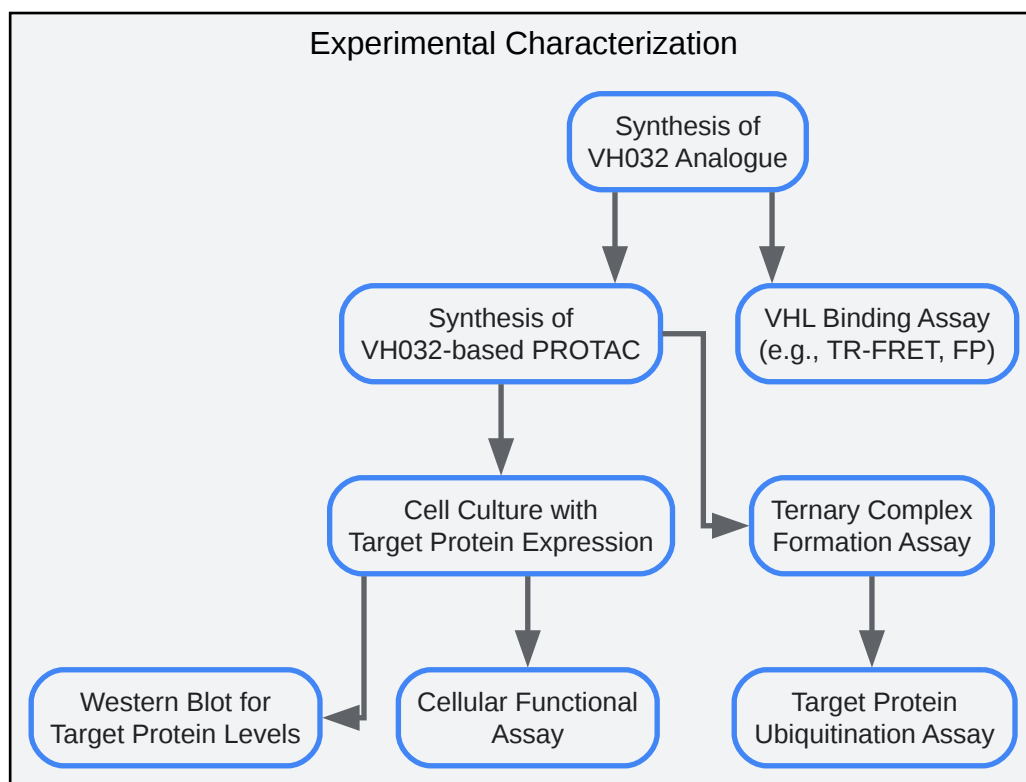 Experimental Characterization
Synthesis of
VH032 Analogue
Synthesis of
VH032-based PROTAC
VHL Binding Assay
(e.g., TR-FRET, FP)
Cell Culture with
Target Protein Expression
Ternary Complex
Formation Assay
Western Blot for
Target Protein Levels
Cellular Functional
Assay
Target Protein
Ubiquitination Assay